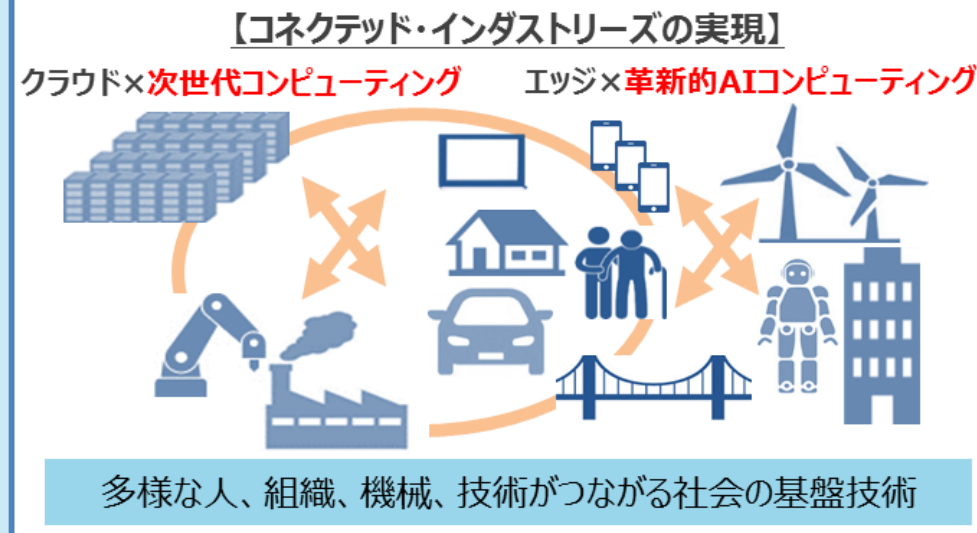 【コネクテッド・インダストリーズの実現】
クラウド×次世代コンピューティング
エッジ×革新的AIコンピューティング
多様な人、組織、機械、技術がつながる社会の基盤技術